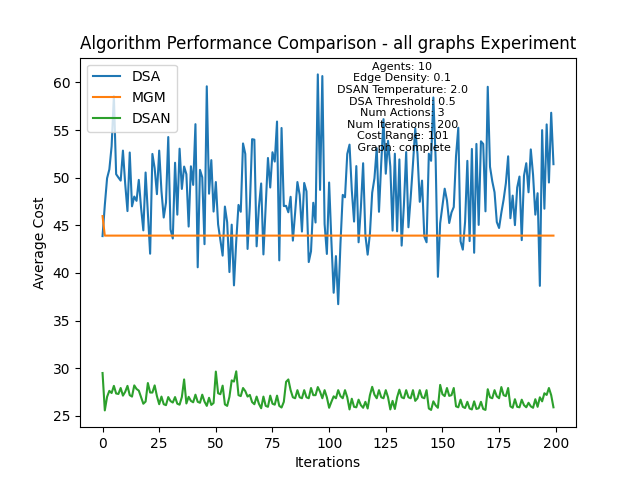 Algorithm Performance Comparison - all graphs Experiment
DSA
MGM
DSAN
Agents: 10
Edge Density: 0.1
DSAN Temperature: 2.0
DSA Threshold: 0.5
Num Actions: 3
Num Iterations: 200
Cost Range: 101
Graph: complete
60
55
50
45
40
35
30
25
Average Cost
0
25
50
75
100
125
150
175
200
Iterations